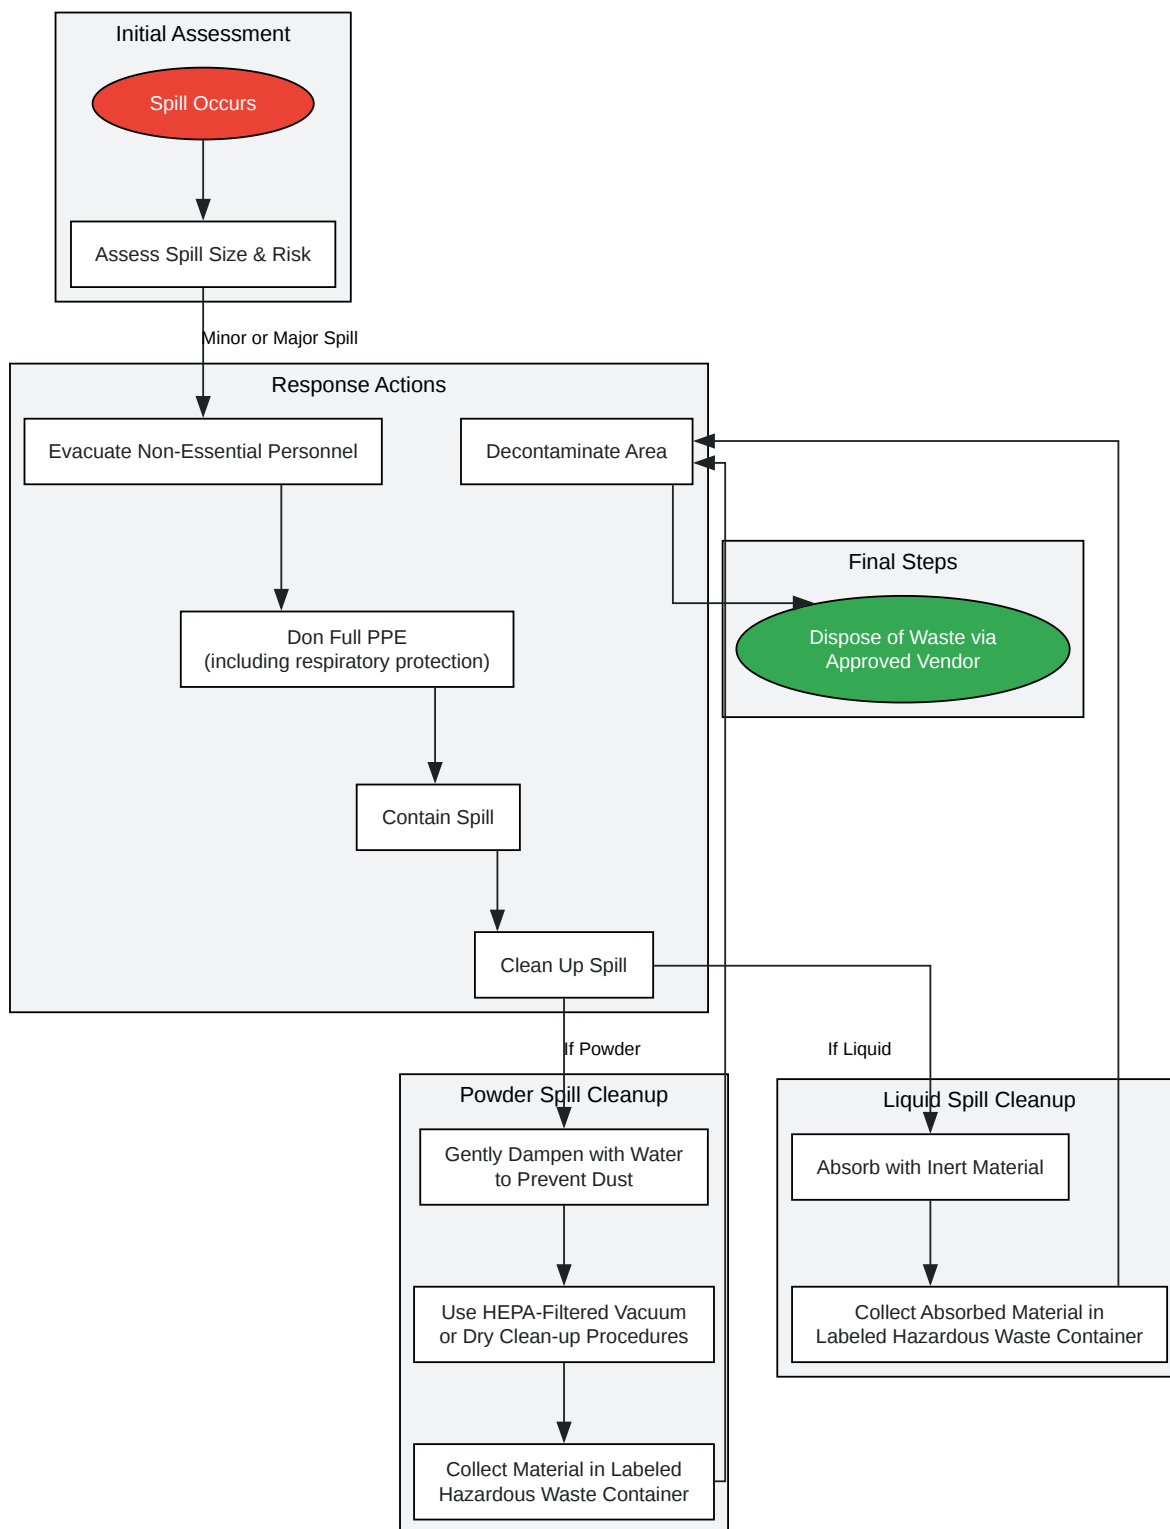 Initial Assessment
Spill Occurs
Assess Spill Size & Risk
Minor or Major Spill
Response Actions
Evacuate Non-Essential Personnel
Decontaminate Area
Final Steps
Dispose of Waste via
Approved Vendor
Don Full PPE
(including respiratory protection)
Contain Spill
Clean Up Spill
If Powder
If Liquid
Powder Spill Cleanup
Gently Dampen with Water
to Prevent Dust
Use HEPA-Filtered Vacuum
or Dry Clean-up Procedures
Collect Material in Labeled
Hazardous Waste Container
Liquid Spill Cleanup
Absorb with Inert Material
Collect Absorbed Material in
Labeled Hazardous Waste Container